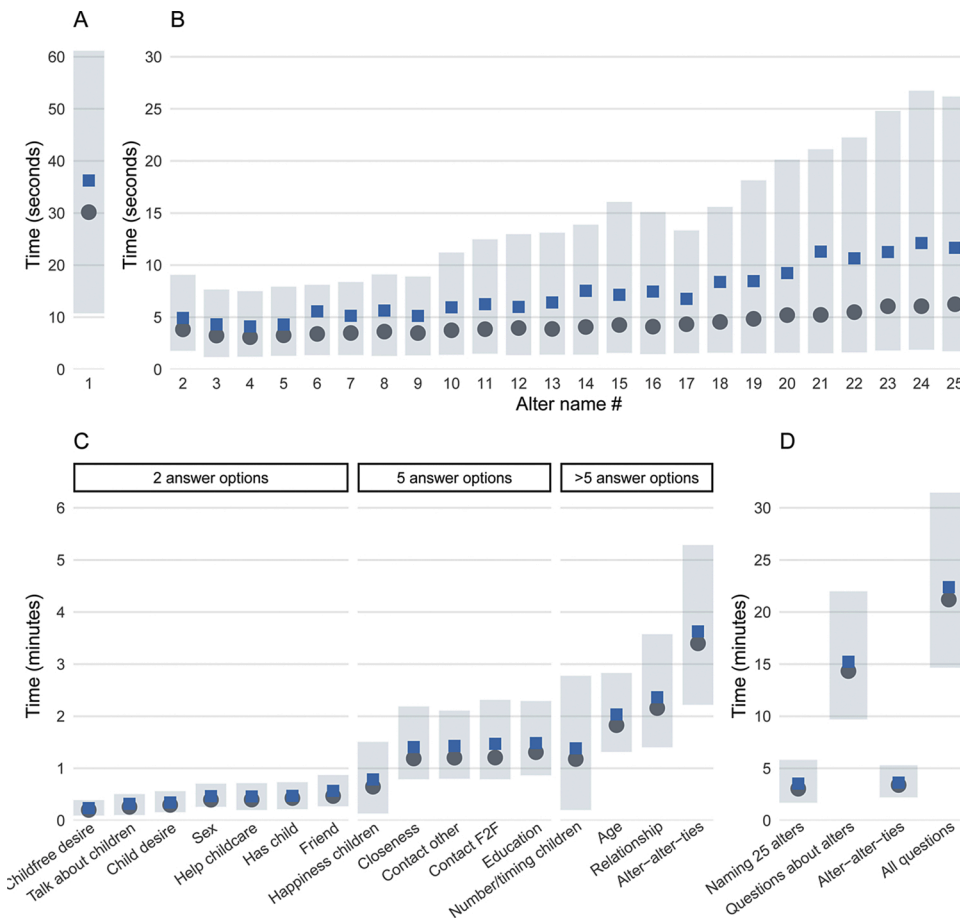 A
B
60
50
40
30
20
10
0
Time (seconds)
1
30
25
20
15
10
5
0
Time (seconds)
2 3 4 5 6 7 8 9 10 11 12 13 14 15 16 17 18 19 20 21 22 23 24 25
Alter name #
C
D
2 answer options
5 answer options
>5 answer options
6
5
4
3
2
1
0
Time (minutes)
Childfree desire
Talk about children
Child desire
Sex
Help childcare
Has child
Friend
Happiness children
Closeness
Contact other
Contact F2F
Education
Number/timing children
Age
Relationship
Alter−alter−ties
30
25
20
15
10
5
0
Time (minutes)
Naming 25 alters
Questions about alters
Alter−alter−ties
All questions